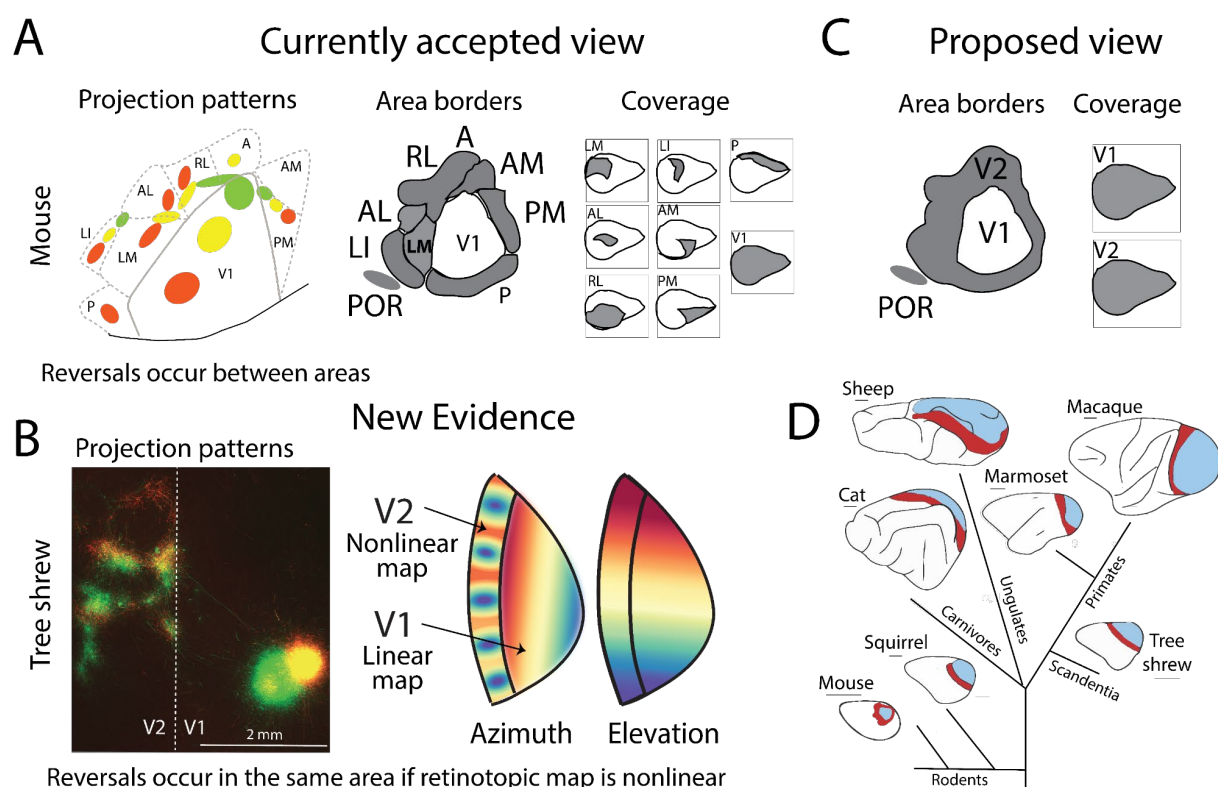 A
Currently accepted view
Projection patterns
Area borders
Coverage
Mouse
A
RL
AM
AL
LI
LM
PM
V1
P
A
RL
AM
AL
PM
LI
LM
V1
POR
P
LM
LI
P
AL
AM
V1
RL
PM
Reversals occur between areas
C
Proposed view
Area borders
Coverage
V2
V1
POR
V1
V2
B
New Evidence
Projection patterns
Tree shrew
V2
V1
2 mm
V2
Nonlinear
map
V1
Linear
map
Azimuth
Elevation
Reversals occur in the same area if retinotopic map is nonlinear
D
Sheep
Macaque
Marmoset
Cat
Ungulates
Primates
Carnivores
Squirrel
Tree
shrew
Scandentia
Mouse
Rodents